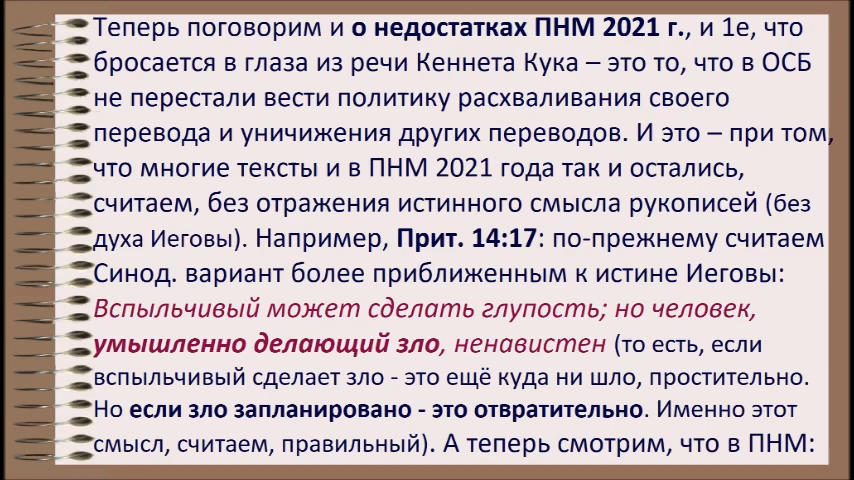 Теперь поговорим и о недостатках ПНМ 2021 г., и 1е, что
бросается в глаза из речи Кеннета Кука – это то, что в ОСБ
не перестали вести политику расхваливания своего
перевода и уничижения других переводов. И это – при том,
что многие тексты и в ПНМ 2021 года так и остались,
считаем, без отражения истинного смысла рукописей (без
духа Иеговы). Например, Прит. 14:17: по-прежнему считаем
Синод. вариант более приближенным к истине Иеговы:
Вспыльчивый может сделать глупость; но человек,
умышленно делающий зло, ненавистен (то есть, если
вспыльчивый сделает зло - это ещё куда ни шло, простительно.
Но если зло запланировано - это отвратительно. Именно этот
смысл, считаем, правильный). А теперь смотрим, что в ПНМ: